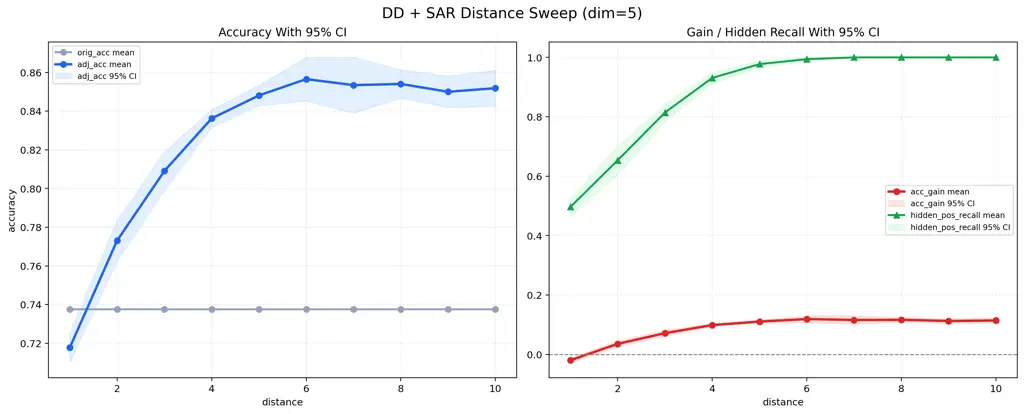 DD + SAR Distance Sweep (dim=5)
Accuracy With 95% CI
orig_acc mean
adj_acc mean
adj_acc 95% CI
accuracy
0.86
0.84
0.82
0.80
0.78
0.76
0.74
0.72
2
4
6
8
10
distance
Gain / Hidden Recall With 95% CI
1.0
0.8
0.6
0.4
0.2
0.0
acc_gain mean
acc_gain 95% CI
hidden_pos_recall mean
hidden_pos_recall 95% CI
2
4
6
8
10
distance